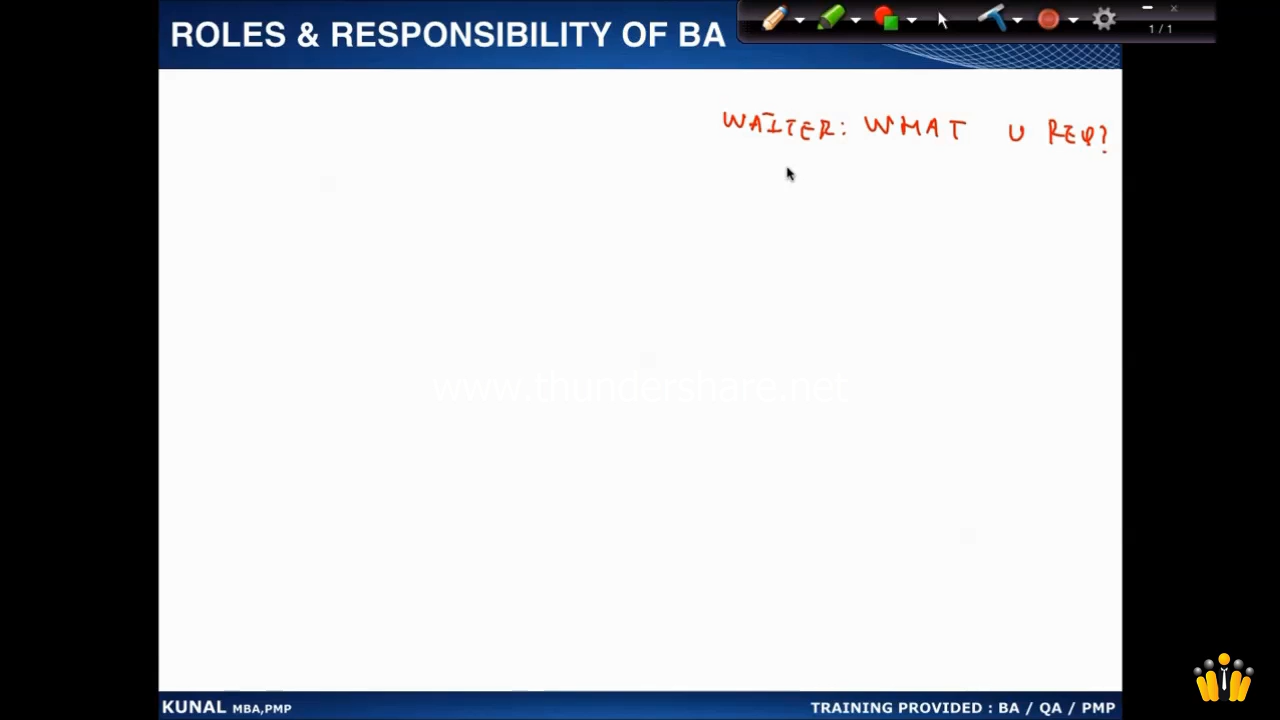 ROLES & RESPONSIBILITY OF BA
1 / 1
WAITER: WHAT U REQ?
www.thundershare.net
KUNAL MBA,PMP
TRAINING PROVIDED : BA / QA / PMP